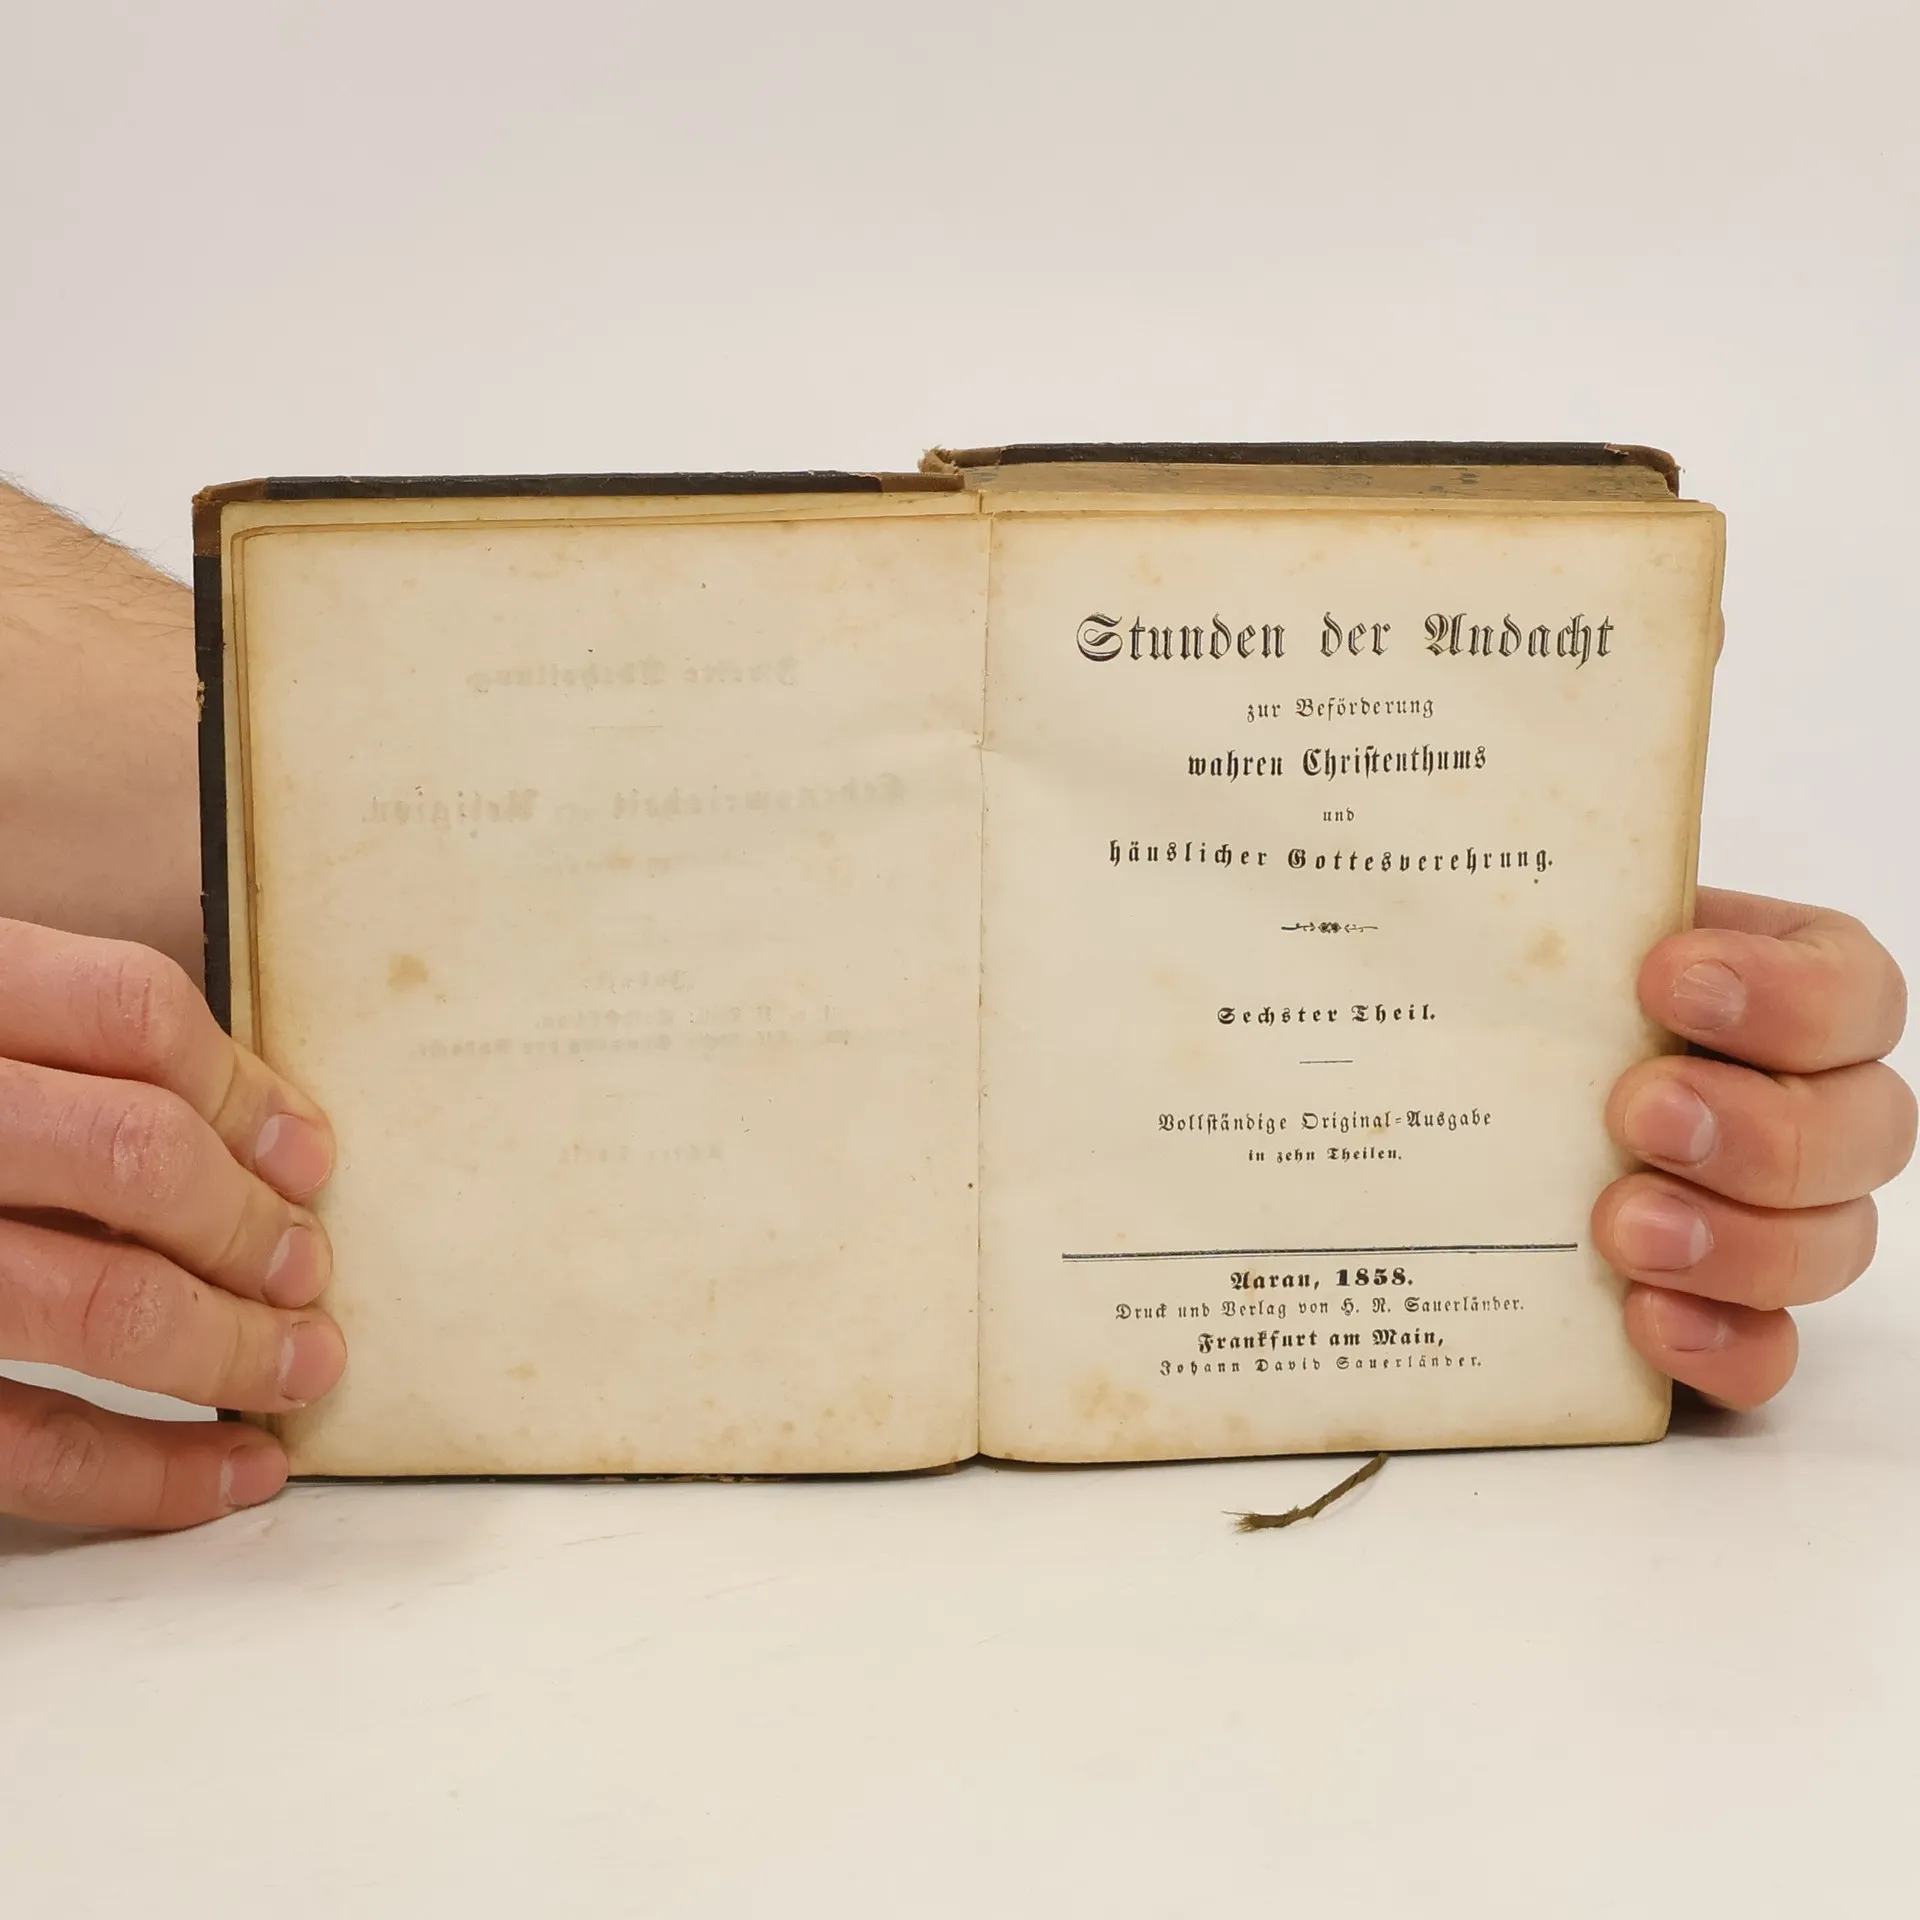 Stunden der Andacht
zur Beförderung
wahren Christenthums
und
häuslicher Gottesverehrung.
Sechster Theil.
Vollständige Original-Ausgabe
in zehn Theilen.
Aarau, 1858.
Druck und Verlag von H. R. Sauerländer.
Frankfurt am Main,
Johann David Sauerländer.